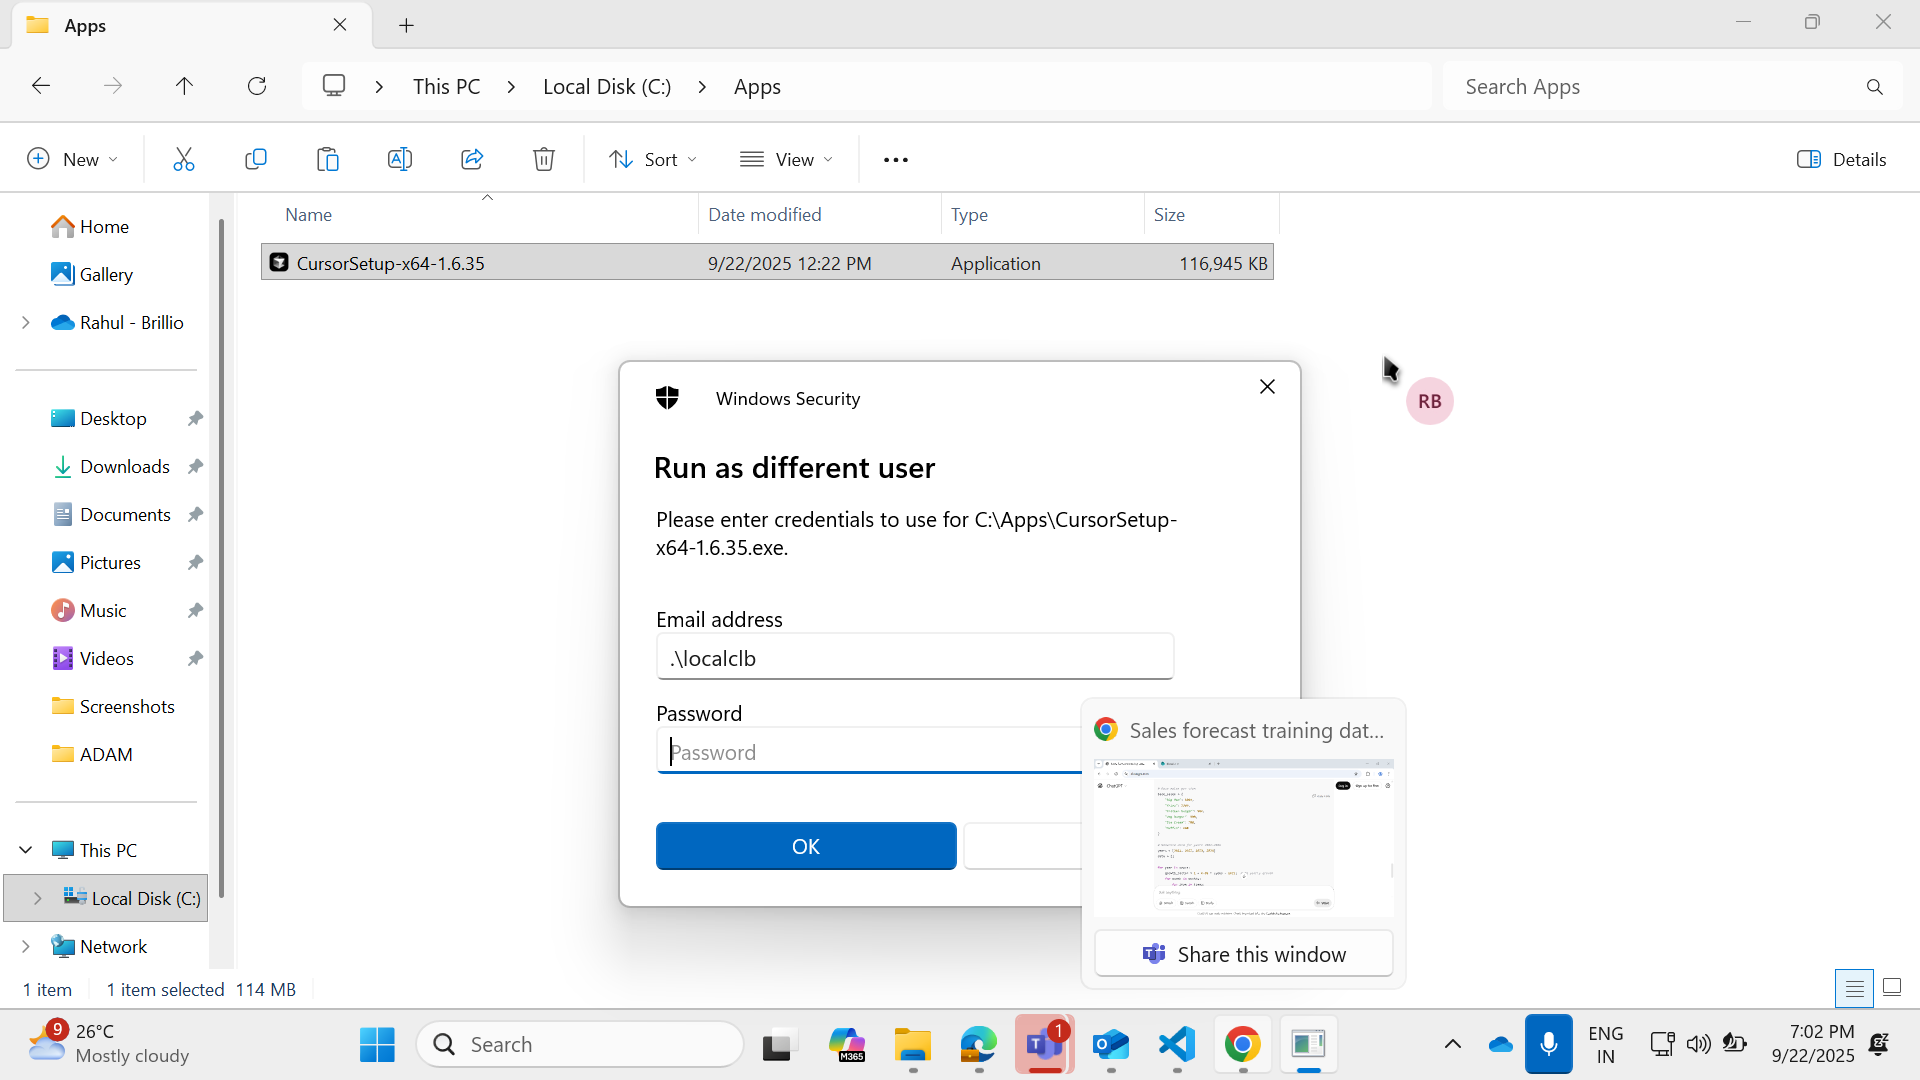 Apps
This PC
Local Disk (C:)
Apps
Search Apps
New
Sort
View
Details
Name
Date modified
Type
Size
CursorSetup-x64-1.6.35
9/22/2025 12:22 PM
Application
116,945 KB
Home
Gallery
Rahul - Brillio
Desktop
Downloads
Documents
Pictures
Music
Videos
Screenshots
ADAM
This PC
Local Disk (C:)
Network
RB
Windows Security
Run as different user
Please enter credentials to use for C:\Apps\CursorSetup-
x64-1.6.35.exe.
Email address
.\localclb
Password
Password
OK
Sales forecast training dat...
Share this window
1 item
1 item selected 114 MB
9
26°C
Mostly cloudy
Search
M365
1
ENG
IN
7:02 PM
9/22/2025